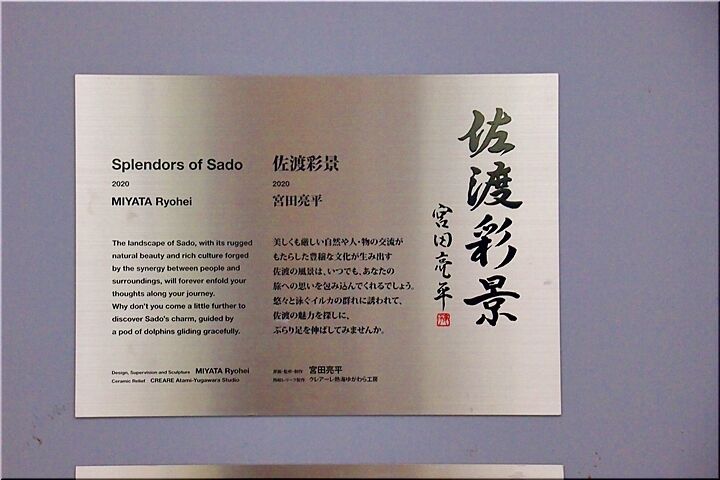 Splendors of Sado
2020
MIYATA Ryohei
The landscape of Sado, with its rugged
natural beauty and rich culture forged
by the synergy between people and
surroundings, will forever enfold your
thoughts along your journey.
Why don't you come a little further to
discover Sado's charm, guided by
a pod of dolphins gliding gracefully.
Design, Supervision and Sculpture MIYATA Ryohei
Ceramic Relief CREARE Atami-Yugawara Studio
佐渡彩景
2020
宮田亮平
美しくも厳しい自然や人・物の交流が
もたらした豊穣な文化が生み出す
佐渡の風景は、いつでも、あなたの
旅への思いを包み込んでくれるでしょう。
悠々と泳ぐイルカの群れに誘われて、
佐渡の魅力を探しに、
ぶらり足を伸ばしてみませんか。
原画・監修・制作 宮田亮平
陶板レリーフ製作 クレアーレ熱海ゆがわら工房
佐渡彩景
宮田亮平